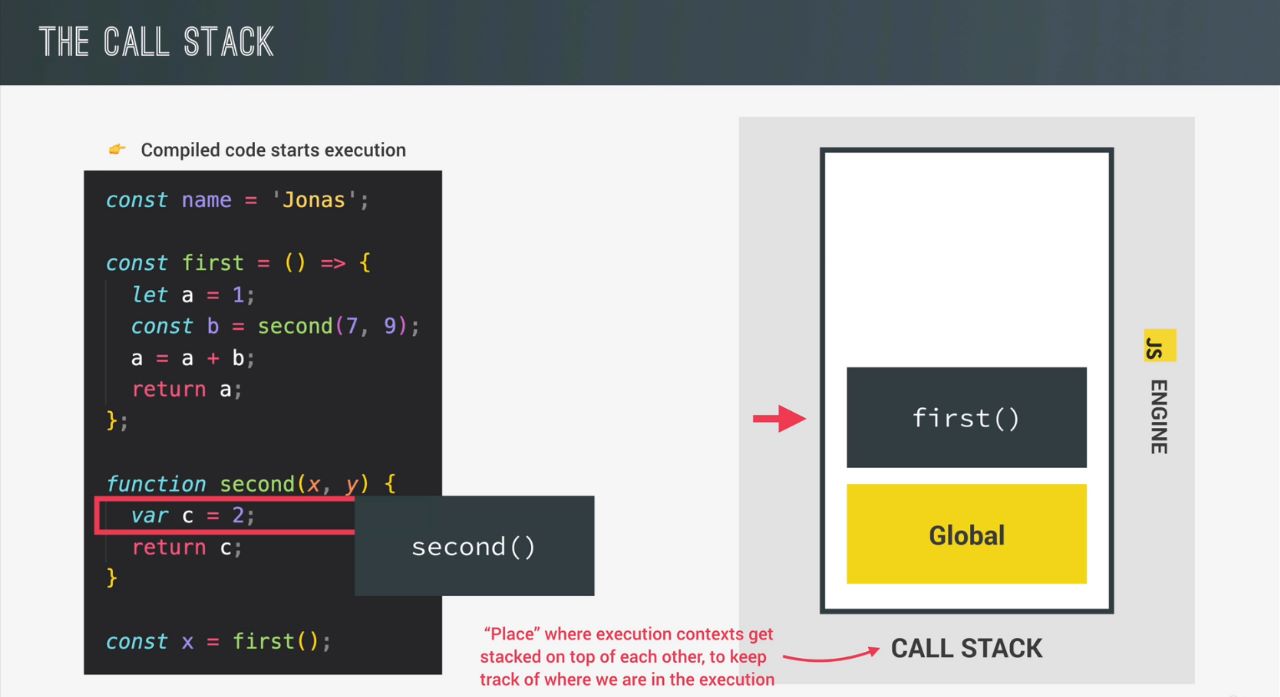 THE CALL STACK
👉 Compiled code starts execution
const name = 'Jonas';
const first = () => {
let a = 1;
const b = second(7, 9);
a = a + b;
return a;
};
function second(x, y) {
var c = 2;
return c;
}
const x = first();
second()
first()
Global
JS ENGINE
CALL STACK
“Place” where execution contexts get
stacked on top of each other, to keep
track of where we are in the execution